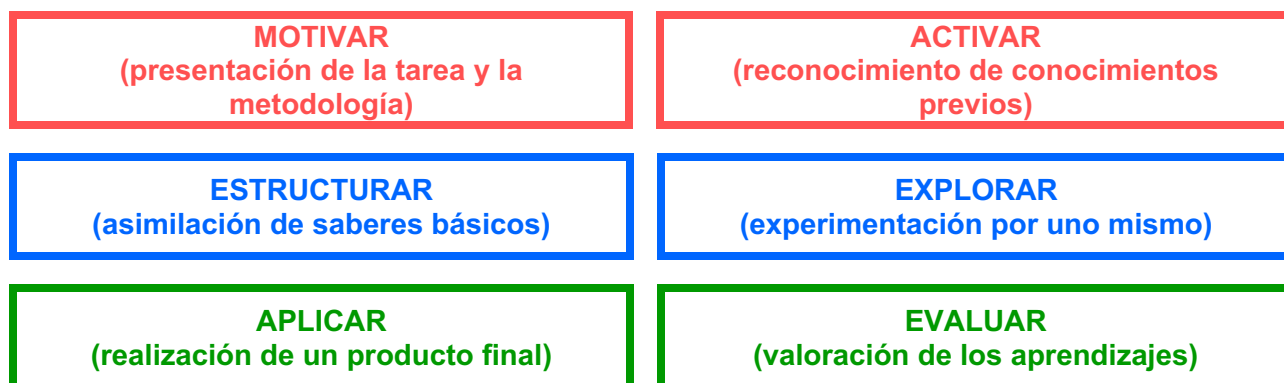 MOTIVAR
(presentación de la tarea y la
metodología)
ACTIVAR
(reconocimiento de conocimientos
previos)
ESTRUCTURAR
(asimilación de saberes básicos)
EXPLORAR
(experimentación por uno mismo)
APLICAR
(realización de un producto final)
EVALUAR
(valoración de los aprendizajes)